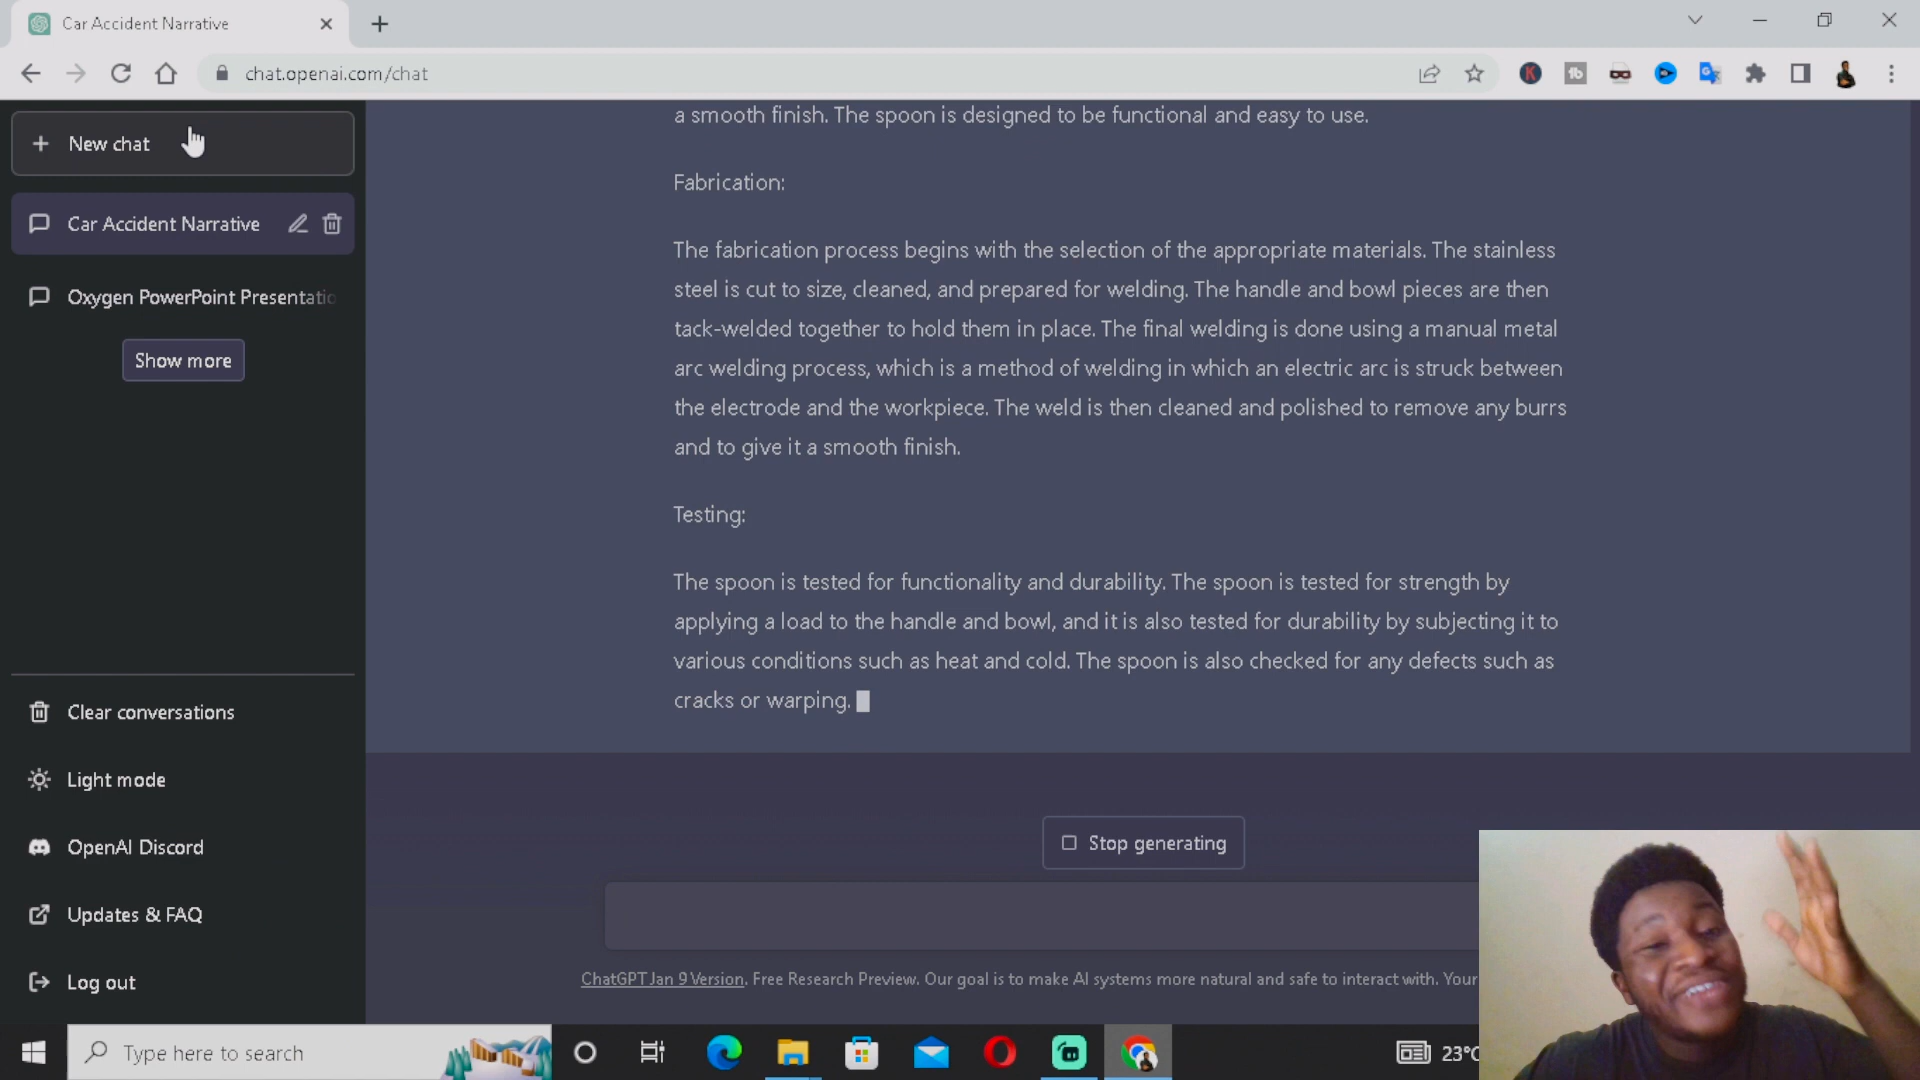 Car Accident Narrative
chat.openai.com/chat
New chat
Car Accident Narrative
Oxygen PowerPoint Presentatio
Show more
Clear conversations
Light mode
OpenAI Discord
Updates & FAQ
Log out
a smooth finish. The spoon is designed to be functional and easy to use.
Fabrication:
The fabrication process begins with the selection of the appropriate materials. The stainless
steel is cut to size, cleaned, and prepared for welding. The handle and bowl pieces are then
tack-welded together to hold them in place. The final welding is done using a manual metal
arc welding process, which is a method of welding in which an electric arc is struck between
the electrode and the workpiece. The weld is then cleaned and polished to remove any burrs
and to give it a smooth finish.
Testing:
The spoon is tested for functionality and durability. The spoon is tested for strength by
applying a load to the handle and bowl, and it is also tested for durability by subjecting it to
various conditions such as heat and cold. The spoon is also checked for any defects such as
cracks or warping.
Stop generating
ChatGPT Jan 9 Version. Free Research Preview. Our goal is to make AI systems more natural and safe to interact with. Your
Type here to search
23°C